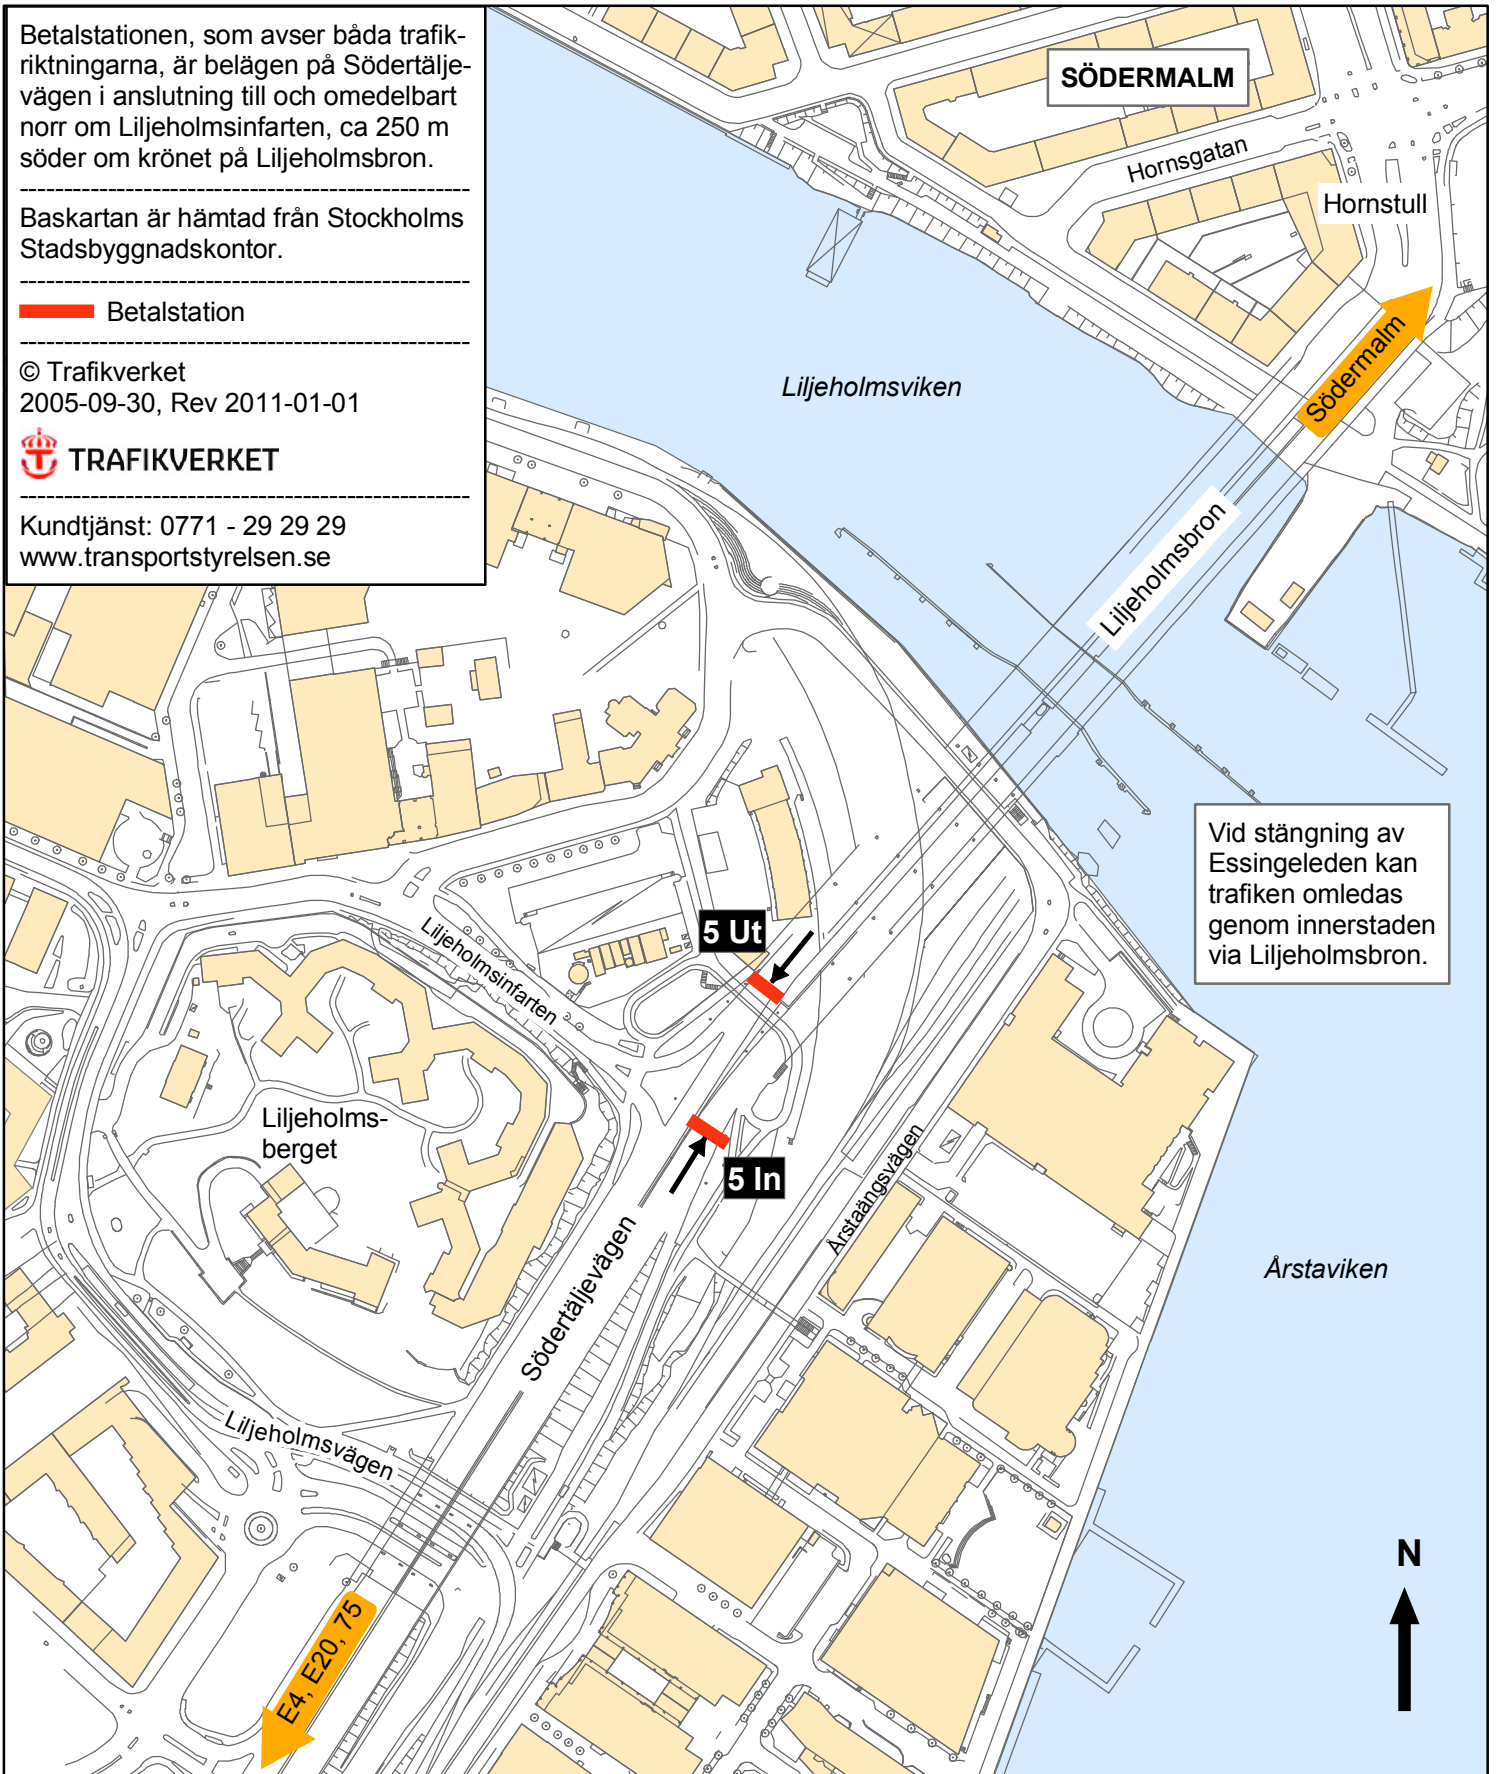 Betalstationen, som avser båda trafik-
riktningarna, är belägen på Södertälje-
vägen i anslutning till och omedelbart
norr om Liljeholmsinfarten, ca 250 m
söder om krönet på Liljeholmsbron.
Baskartan är hämtad från Stockholms
Stadsbyggnadskontor.
Betalstation
© Trafikverket
2005-09-30, Rev 2011-01-01
TRAFIKVERKET
Kundtjänst: 0771 - 29 29 29
www.transportstyrelsen.se
SÖDERMALM
Hornsgatan
Hornstull
Södermalm
Liljeholmsviken
Liljeholmsbron
Vid stängning av
Essingeleden kan
trafiken omledas
genom innerstaden
via Liljeholmsbron.
5 Ut
Liljeholmsinfarten
Liljeholms-
berget
5 In
Årstaängsvägen
Södertäljevägen
Årstaviken
Liljeholmsvägen
E4, E20, 75
N